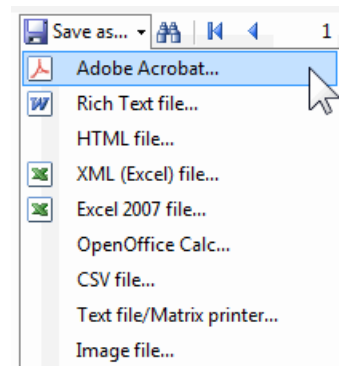 Save as... 1
Adobe Acrobat...
Rich Text file...
HTML file...
XML (Excel) file...
Excel 2007 file...
OpenOffice Calc...
CSV file...
Text file/Matrix printer...
Image file...